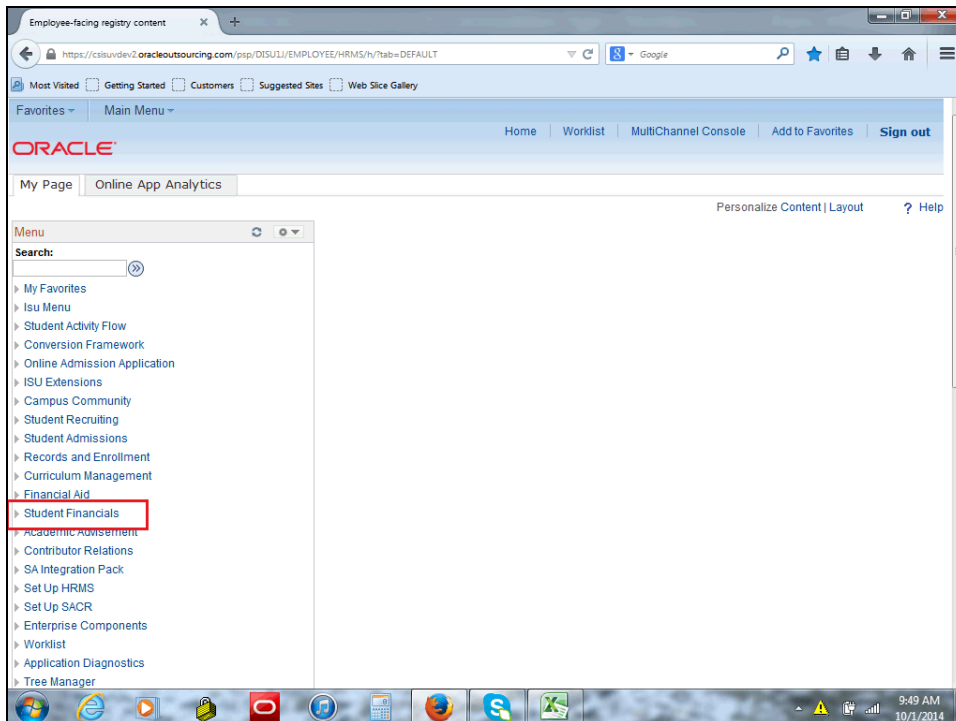 Employee-facing registry content × +
https://csisuvdev2.oracleoutsourcing.com/psp/DISU1J/EMPLOYEE/HRMS/h/?tab=DEFAULT
8 Google
Most Visited Getting Started Customers Suggested Sites Web Slice Gallery
Favorites Main Menu
Home Worklist MultiChannel Console Add to Favorites Sign out
ORACLE
My Page Online App Analytics
Personalize Content | Layout ? Help
Menu
Search:
My Favorites
Isu Menu
Student Activity Flow
Conversion Framework
Online Admission Application
ISU Extensions
Campus Community
Student Recruiting
Student Admissions
Records and Enrollment
Curriculum Management
Financial Aid
Student Financials
Academic Advisement
Contributor Relations
SA Integration Pack
Set Up HRMS
Set Up SACR
Enterprise Components
Worklist
Application Diagnostics
Tree Manager
9:49 AM
10/1/2014